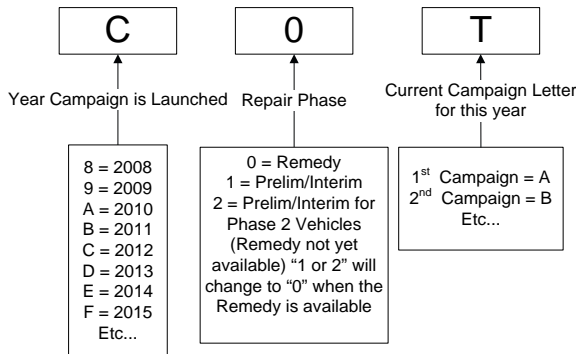 C
0
T
Year Campaign is Launched
Repair Phase
Current Campaign Letter
for this year
8 = 2008
9 = 2009
A = 2010
B = 2011
C = 2012
D = 2013
E = 2014
F = 2015
Etc...
0 = Remedy
1 = Prelim/Interim
2 = Prelim/Interim for
Phase 2 Vehicles
(Remedy not yet
available) “1 or 2” will
change to “0” when the
Remedy is available
1st Campaign = A
2nd Campaign = B
Etc...